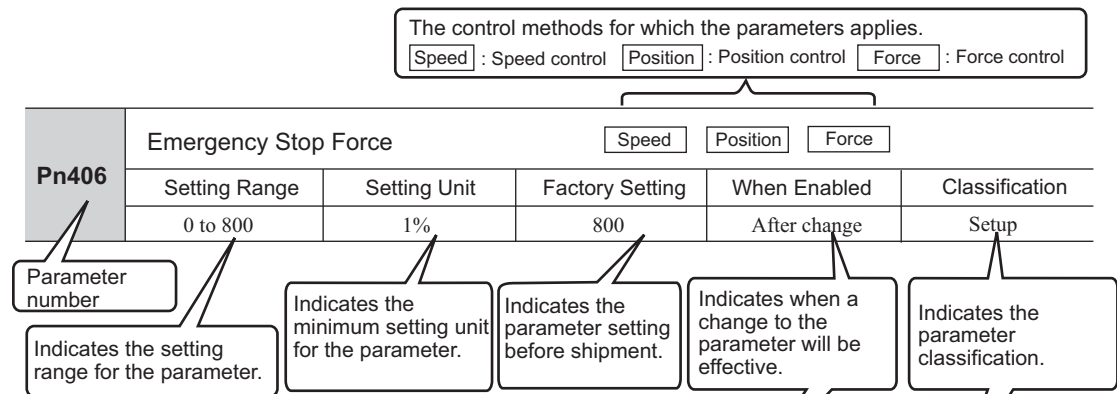 The control methods for which the parameters applies.
Speed : Speed control Position : Position control Force : Force control
Pn406
Emergency Stop Force Speed Position Force
Setting Range Setting Unit Factory Setting When Enabled Classification
0 to 800 1% 800 After change Setup
Parameter
number
Indicates the setting
range for the parameter.
Indicates the
minimum setting unit
for the parameter.
Indicates the
parameter setting
before shipment.
Indicates when a
change to the
parameter will be
effective.
Indicates the
parameter
classification.